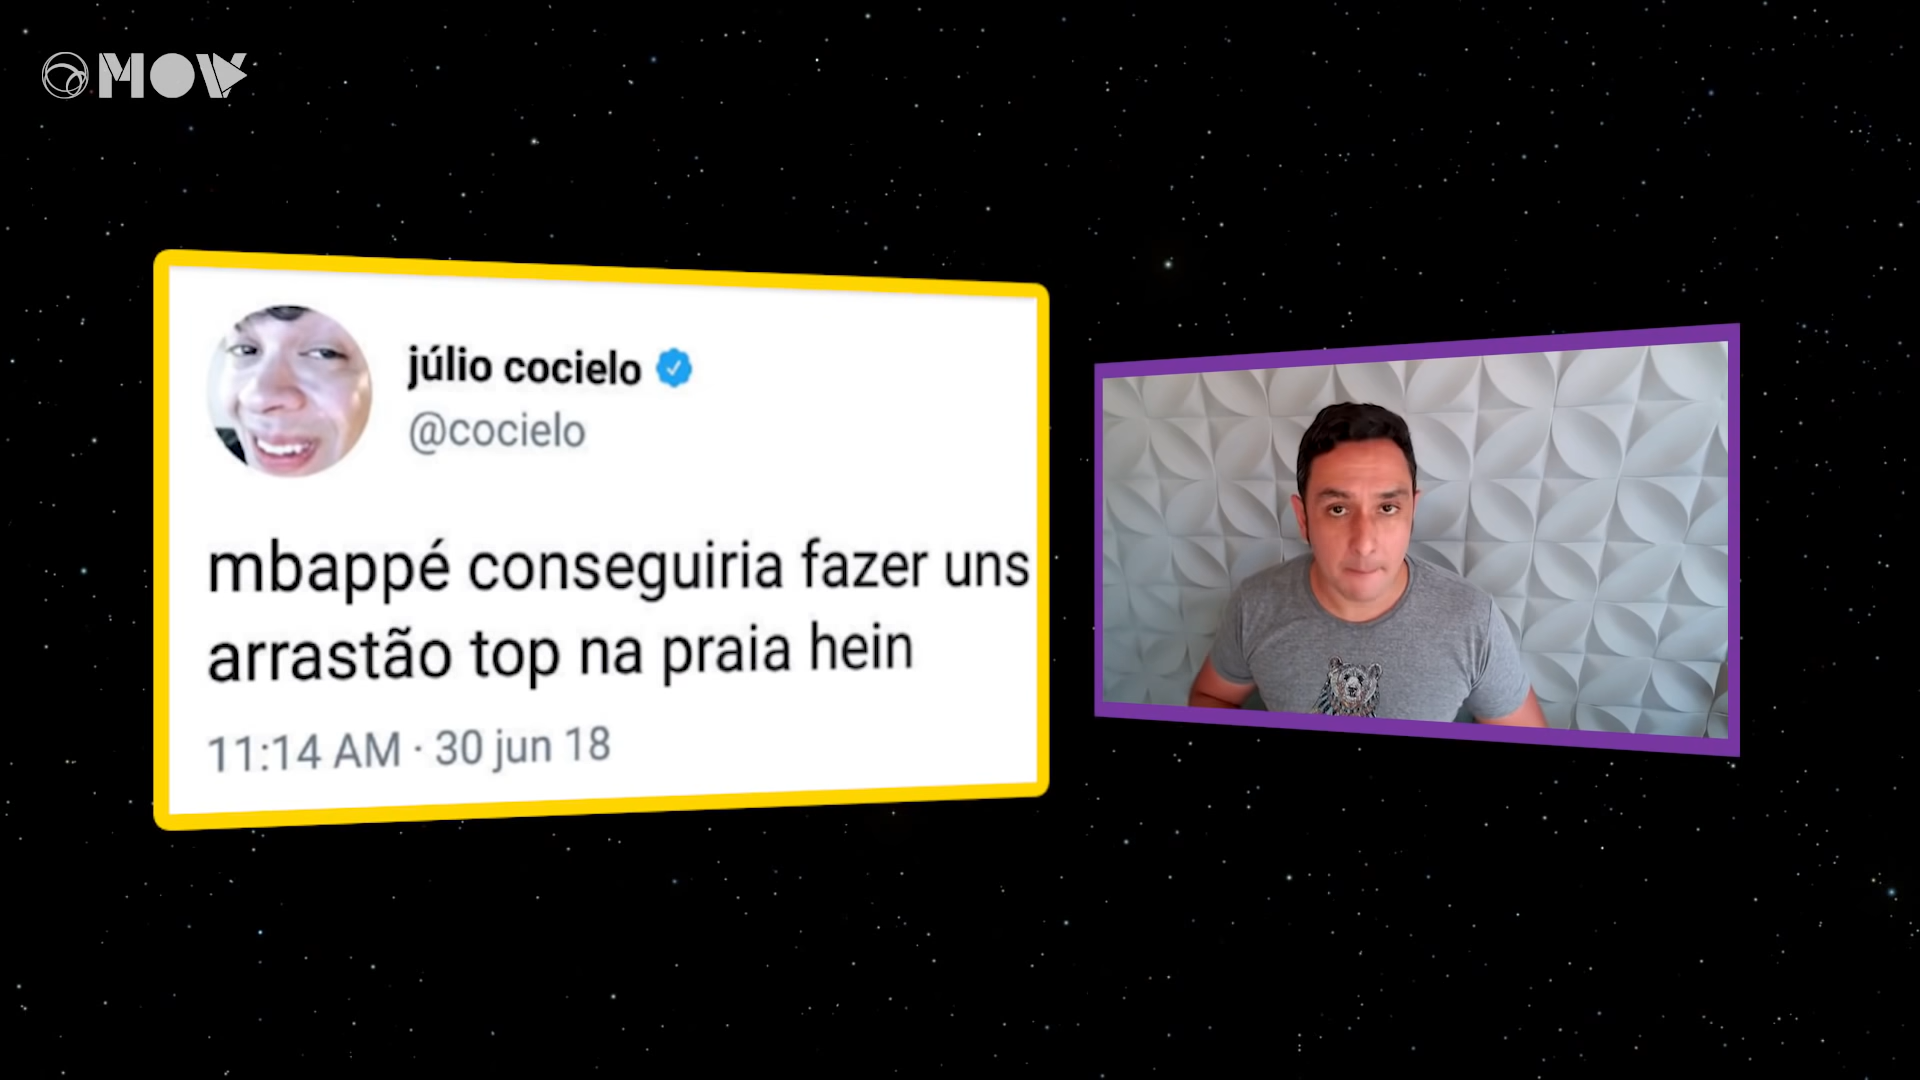 MOV
júlio cocielo
@cocielo
mbappé conseguiria fazer uns
arrastão top na praia hein
11:14 AM · 30 jun 18